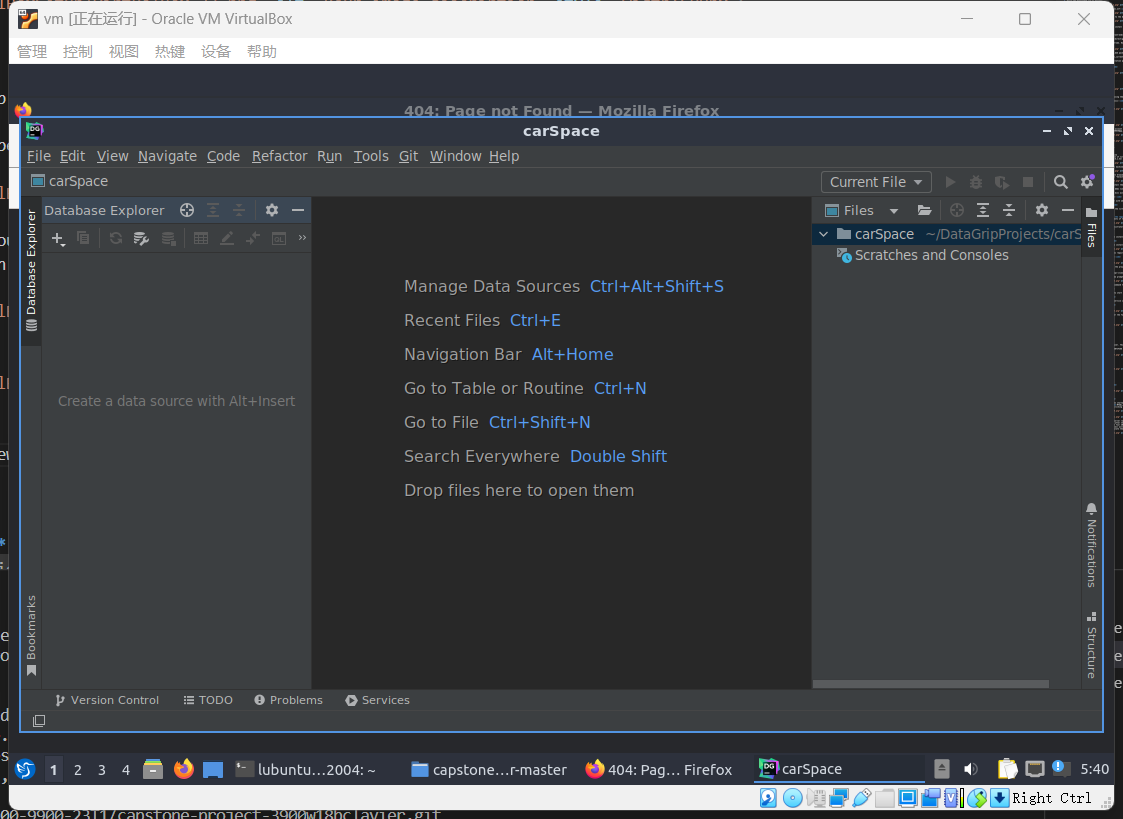 vm [正在运行] - Oracle VM VirtualBox
管理 控制 视图 热键 设备 帮助
404: Page not Found — Mozilla Firefox
DG carSpace
File Edit View Navigate Code Refactor Run Tools Git Window Help
carSpace Current File
Database Explorer Files
carSpace ~/DataGripProjects/carS
Scratches and Consoles
Database Explorer
Files
Manage Data Sources Ctrl+Alt+Shift+S
Recent Files Ctrl+E
Navigation Bar Alt+Home
Go to Table or Routine Ctrl+N
Create a data source with Alt+Insert
Go to File Ctrl+Shift+N
Search Everywhere Double Shift
Drop files here to open them
Notifications
Bookmarks
Structure
Version Control TODO Problems Services
1 2 3 4 lubuntu...2004: ~ capstone...r-master 404: Pag... Firefox DG carSpace 5:40
Right Ctrl
00-9900-23T1/capstone-project-3900w18hclavier.git